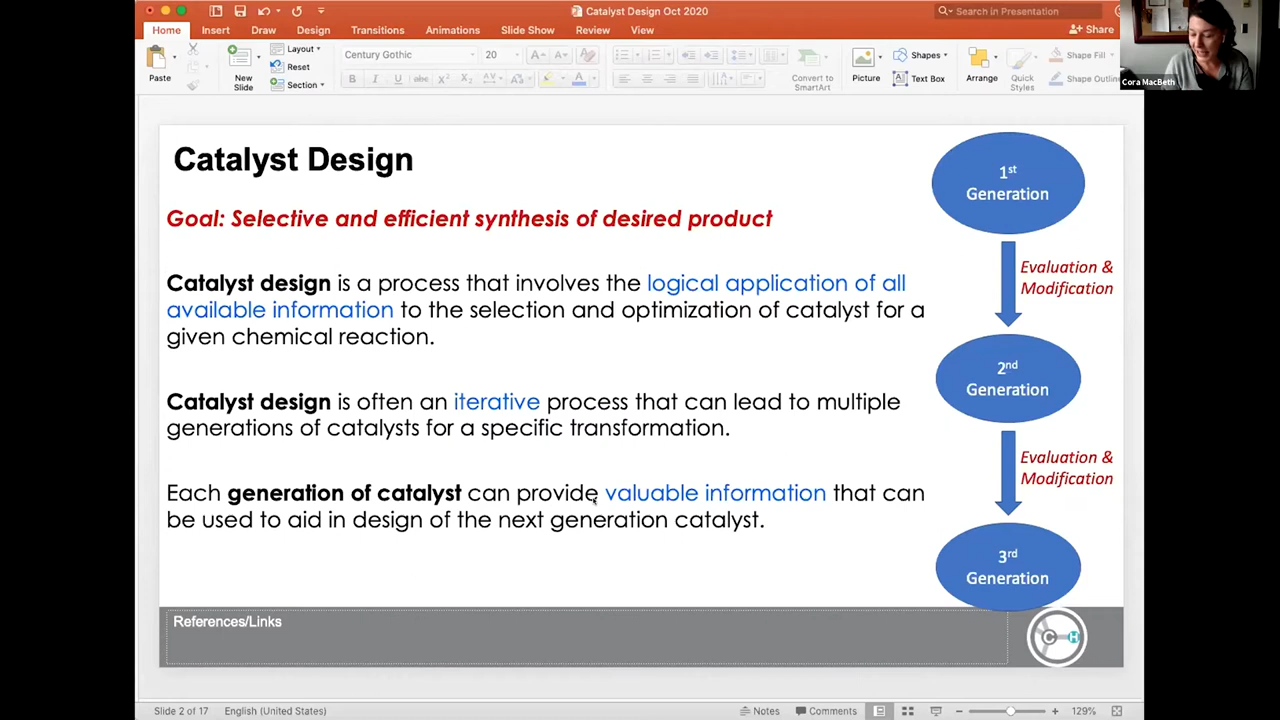 Catalyst Design Oct 2020
Search in Presentation
Home Insert Draw Design Transitions Animations Slide Show Review View
Share
Paste
New
Slide
Layout
Reset
Section
Century Gothic 20
B I U abc X² X₂ AV Aa A
Convert to
SmartArt
Picture
Shapes
Text Box
Arrange
Quick
Styles
Shape Fill
Shape Outline
Cora MacBeth
Catalyst Design
Goal: Selective and efficient synthesis of desired product
Catalyst design is a process that involves the logical application of all
available information to the selection and optimization of catalyst for a
given chemical reaction.
Catalyst design is often an iterative process that can lead to multiple
generations of catalysts for a specific transformation.
Each generation of catalyst can provide valuable information that can
be used to aid in design of the next generation catalyst.
1st
Generation
Evaluation &
Modification
2nd
Generation
Evaluation &
Modification
3rd
Generation
References/Links
C H
Slide 2 of 17 English (United States) Notes Comments 129%